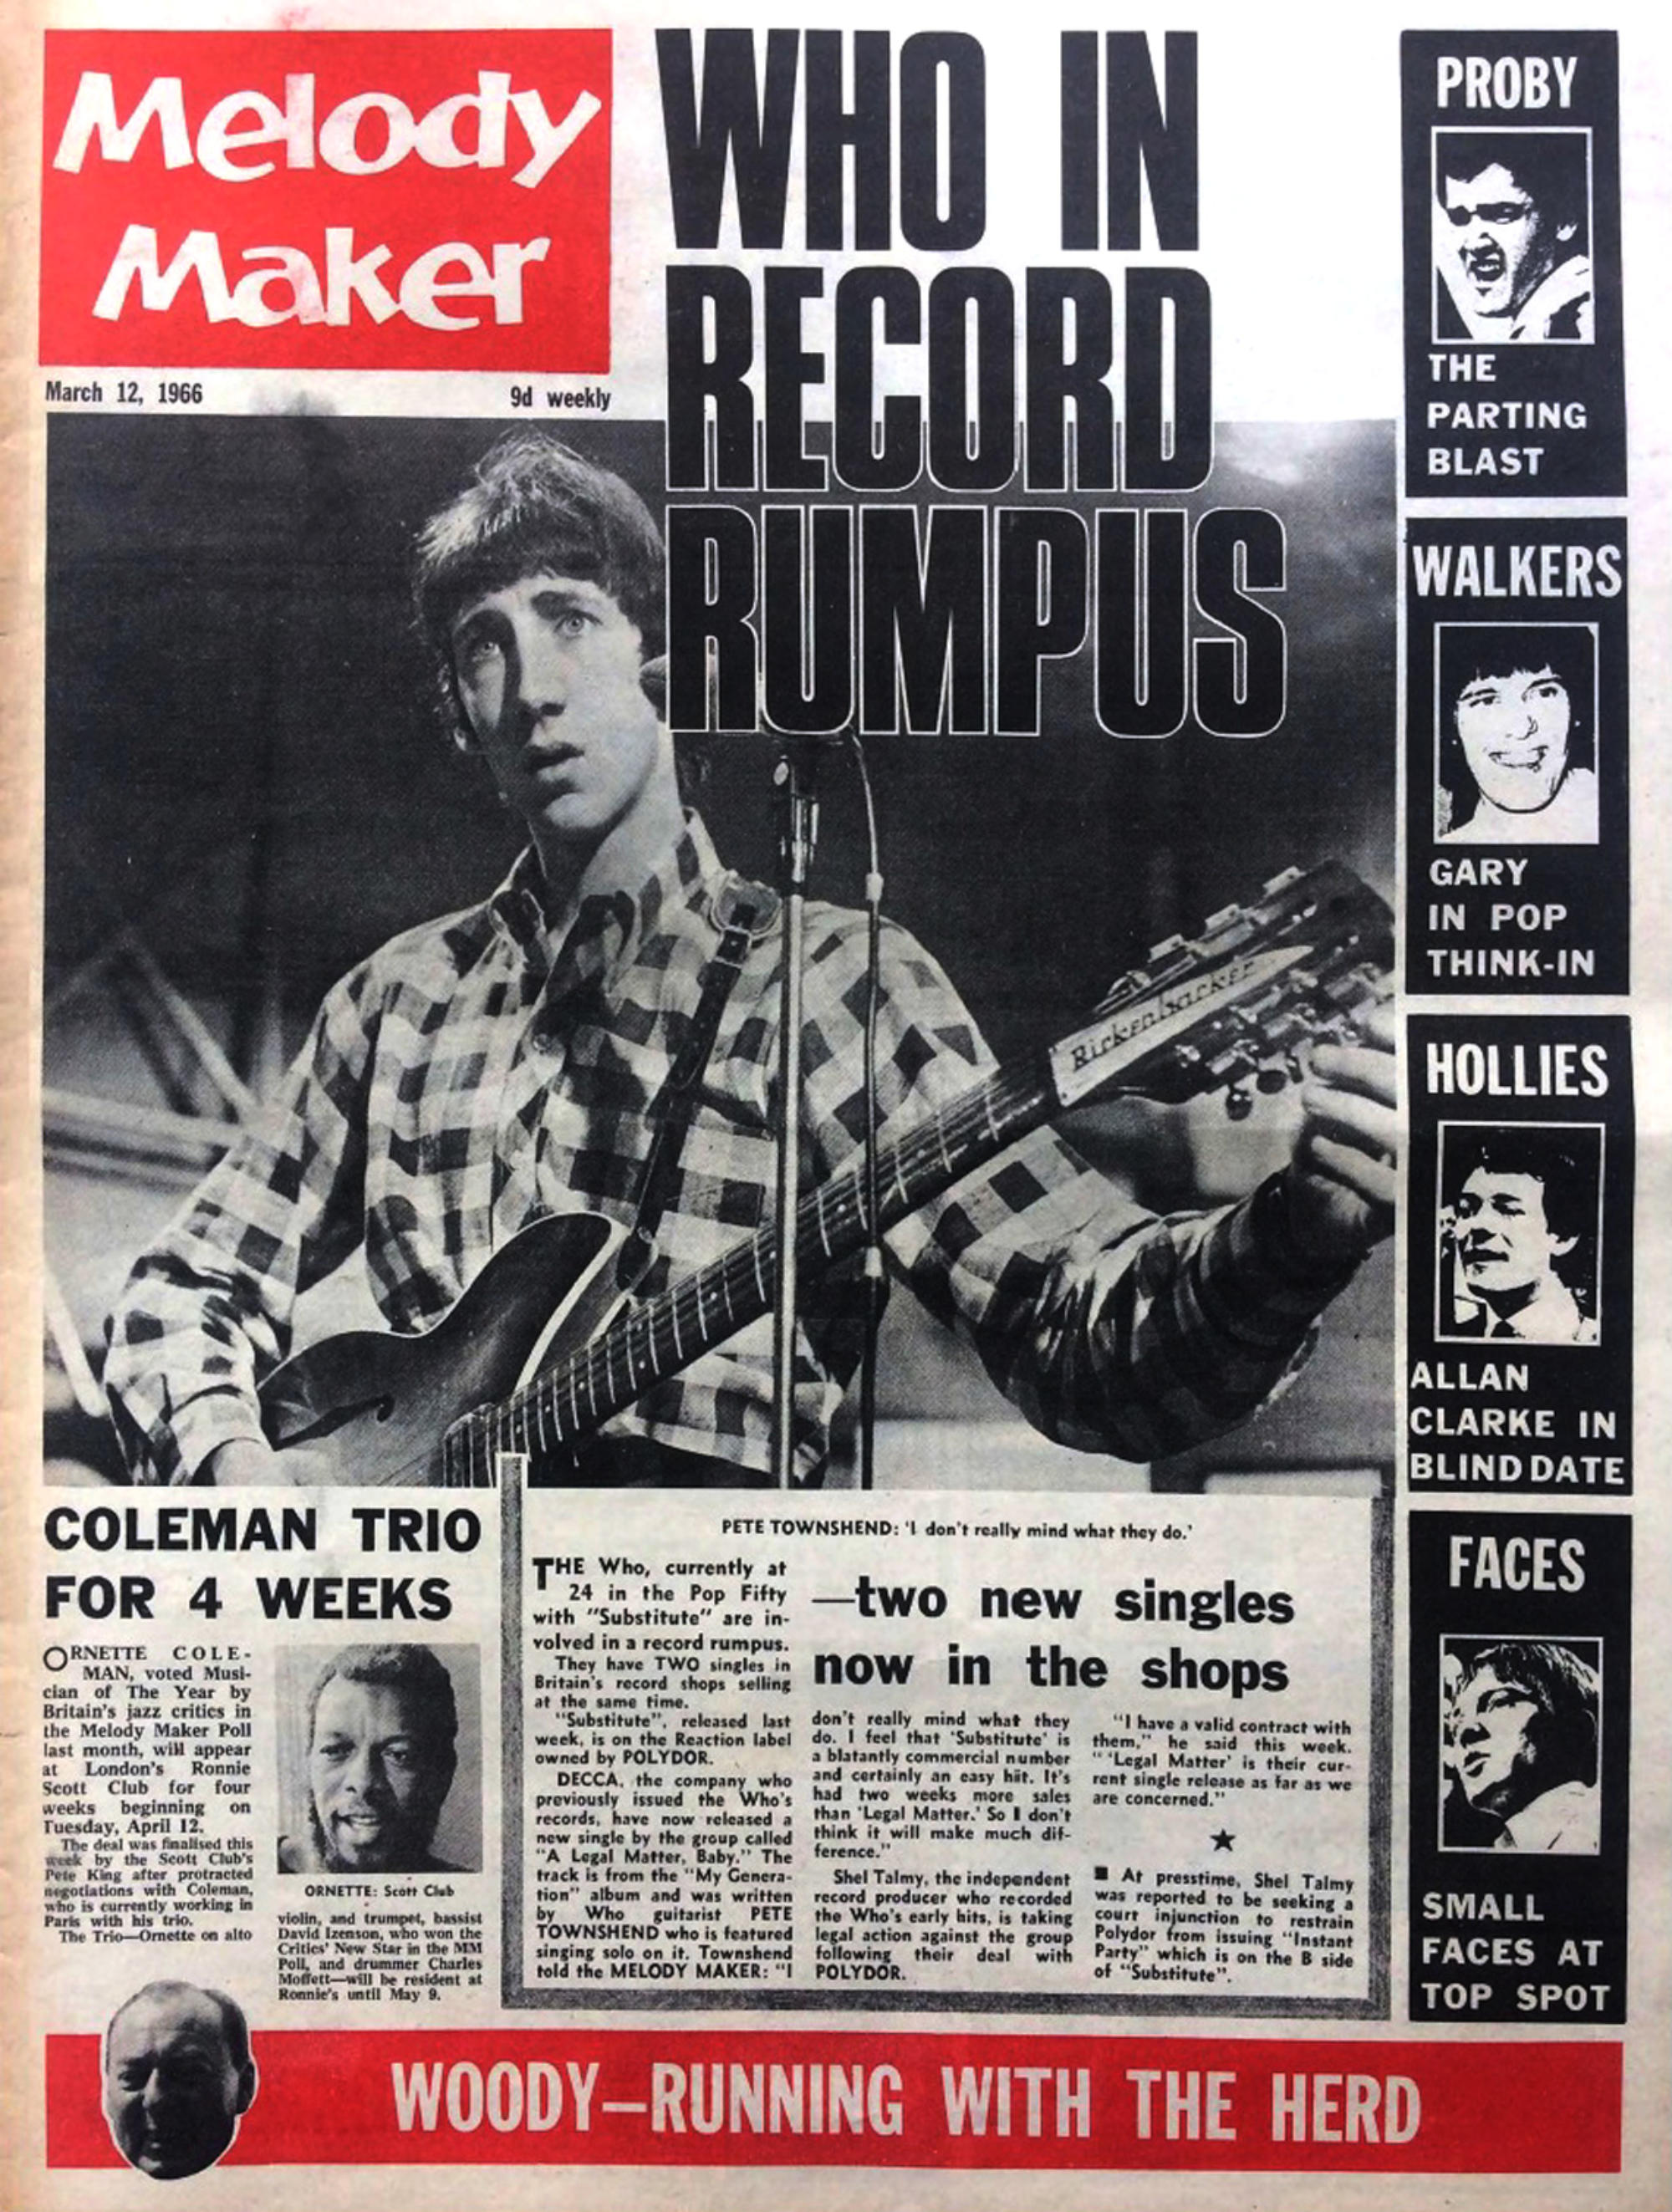 Melody
Maker
March 12, 1966
9d weekly
WHO IN
RECORD
RUMPUS
PROBY
THE
PARTING
BLAST
WALKERS
GARY
IN POP
THINK-IN
HOLLIES
ALLAN
CLARKE IN
BLIND DATE
FACES
SMALL
FACES AT
TOP SPOT
Rickenbacker
COLEMAN TRIO
FOR 4 WEEKS
ORNETTE COLE-
MAN, voted Musi-
cian of The Year by
Britain's jazz critics in
the Melody Maker Poll
last month, will appear
at London's Ronnie
Scott Club for four
weeks beginning on
Tuesday, April 12.
The deal was finalised this
week by the Scott Club's
Pete King after protracted
negotiations with Coleman,
who is currently working in
Paris with his trio.
The Trio—Ornette on alto
ORNETTE: Scott Club
violin, and trumpet, bassist
David Izenson, who won the
Critics' New Star in the MM
Poll, and drummer Charles
Moffett—will be resident at
Ronnie's until May 9.
PETE TOWNSHEND: 'I don't really mind what they do.'
THE Who, currently at
24 in the Pop Fifty
with "Substitute" are in-
volved in a record rumpus.
They have TWO singles in
Britain's record shops selling
at the same time.
"Substitute", released last
week, is on the Reaction label
owned by POLYDOR.
DECCA, the company who
previously issued the Who's
records, have now released a
new single by the group called
"A Legal Matter, Baby." The
track is from the "My Genera-
tion" album and was written
by Who guitarist PETE
TOWNSHEND who is featured
singing solo on it. Townshend
told the MELODY MAKER: "I
—two new singles
now in the shops
don't really mind what they
do. I feel that 'Substitute' is
a blatantly commercial number
and certainly an easy hit. It's
had two weeks more sales
than 'Legal Matter.' So I don't
think it will make much dif-
ference."
Shel Talmy, the independent
record producer who recorded
the Who's early hits, is taking
legal action against the group
following their deal with
POLYDOR.
"I have a valid contract with
them," he said this week.
"'Legal Matter' is their cur-
rent single release as far as we
are concerned."
★
■ At presstime, Shel Talmy
was reported to be seeking a
court injunction to restrain
Polydor from issuing "Instant
Party" which is on the B side
of "Substitute".
WOODY—RUNNING WITH THE HERD